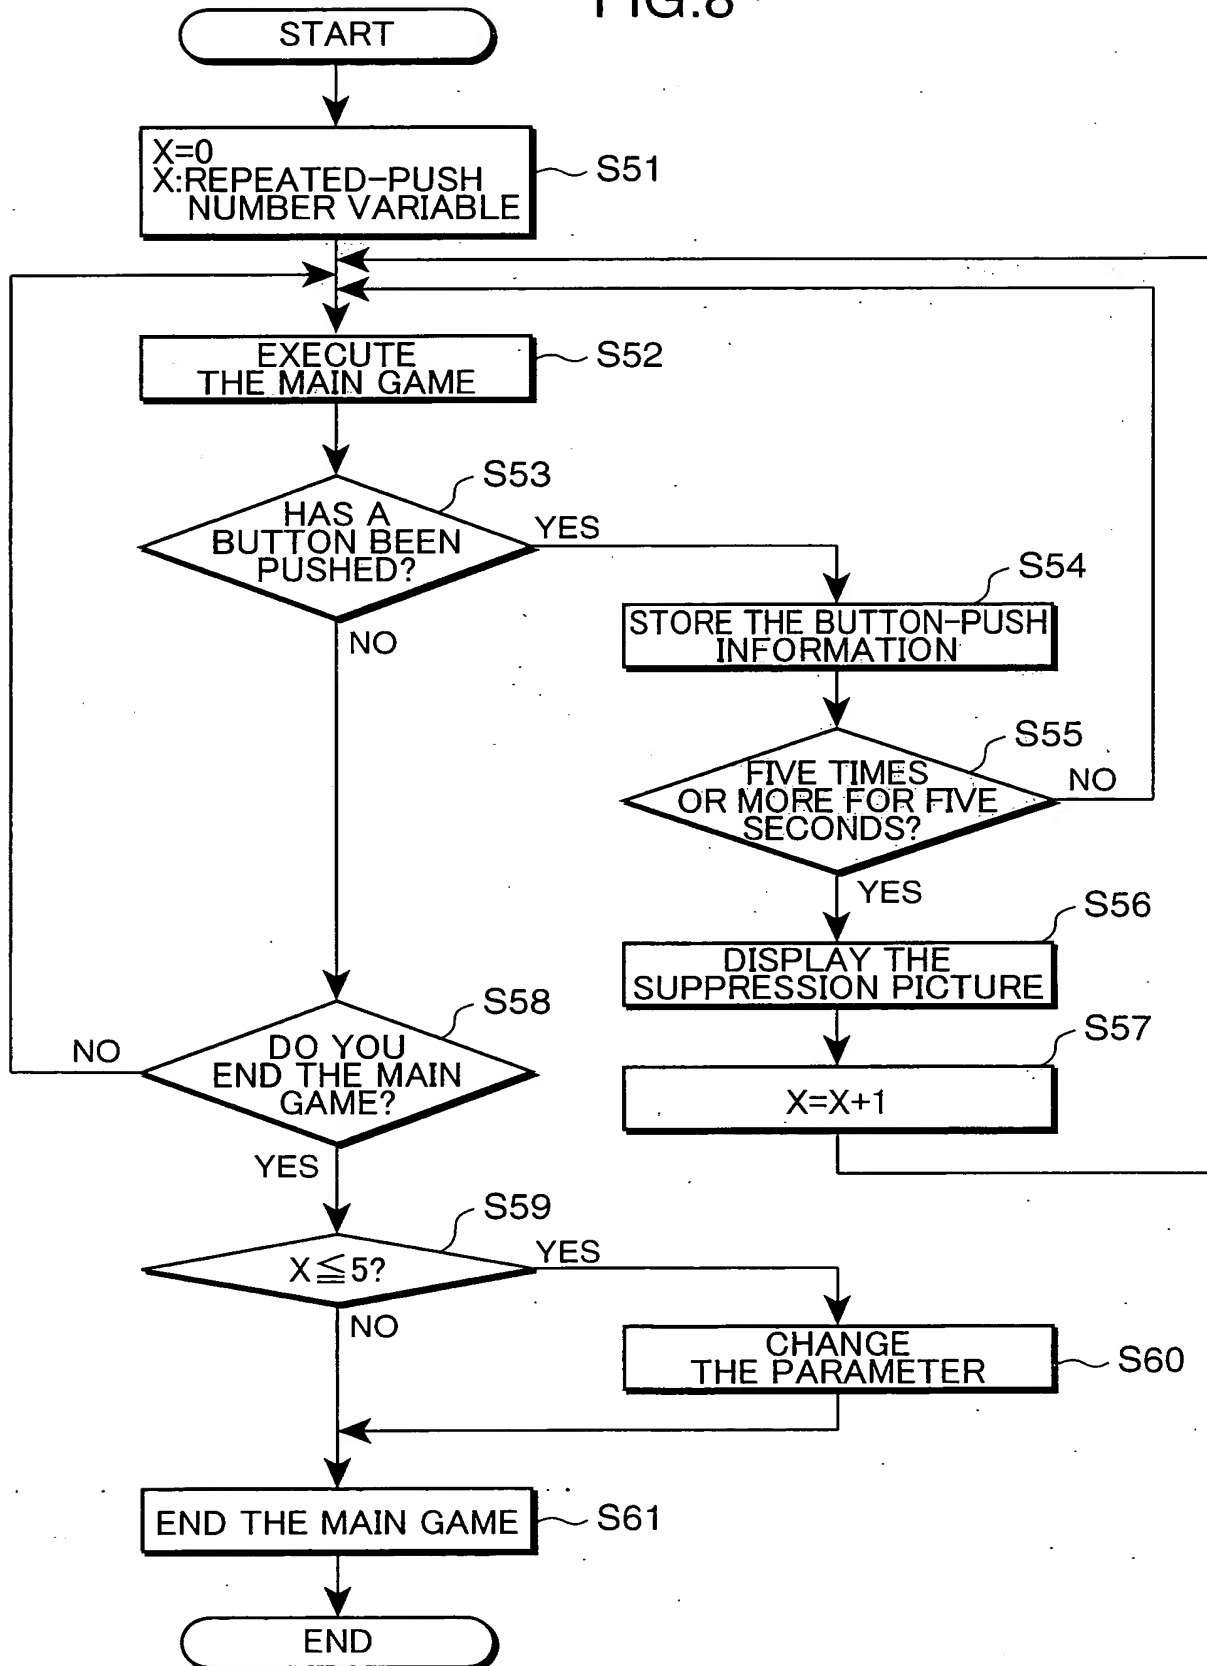 FIG.8
START
X=0
X:REPEATED-PUSH
NUMBER VARIABLE
S51
EXECUTE
THE MAIN GAME
S52
S53
HAS A
BUTTON BEEN
PUSHED?
YES
NO
S54
STORE THE BUTTON-PUSH
INFORMATION
S55
FIVE TIMES
OR MORE FOR FIVE
SECONDS?
NO
YES
S56
DISPLAY THE
SUPPRESSION PICTURE
S57
X=X+1
S58
DO YOU
END THE MAIN
GAME?
NO
YES
S59
X≦5?
YES
NO
CHANGE
THE PARAMETER
S60
END THE MAIN GAME
S61
END